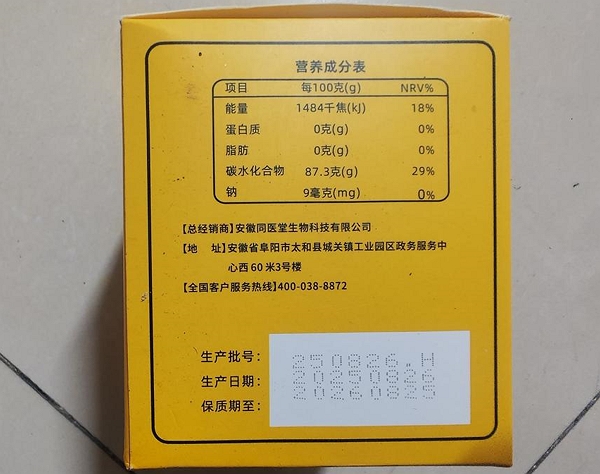 营养成分表
项目 每100克(g) NRV%
能量 1484千焦(kJ) 18%
蛋白质 0克(g) 0%
脂肪 0克(g) 0%
碳水化合物 87.3克(g) 29%
钠 9毫克(mg) 0%
【总经销商】安徽同医堂生物科技有限公司
【地 址】安徽省阜阳市太和县城关镇工业园区政务服务中
心西 60 米3号楼
【全国客户服务热线】400-038-8872
生产批号： 250826.H
生产日期： 20250826
保质期至： 20260825